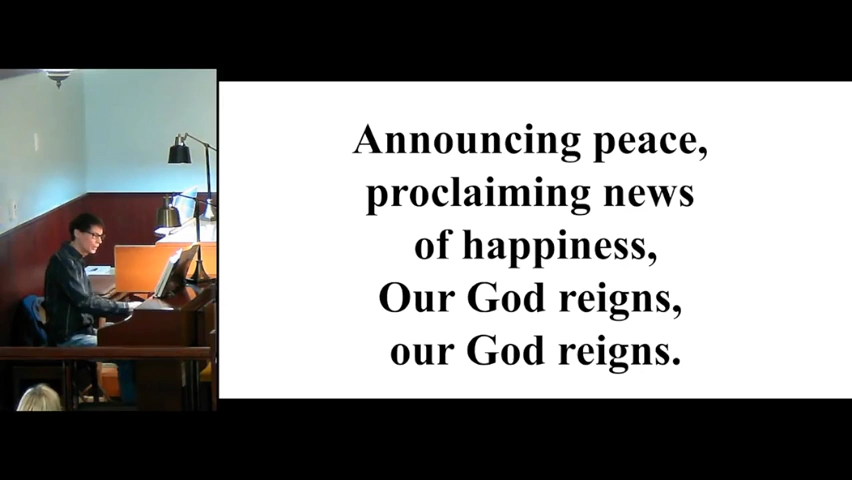 Announcing peace,
proclaiming news
of happiness,
Our God reigns,
our God reigns.